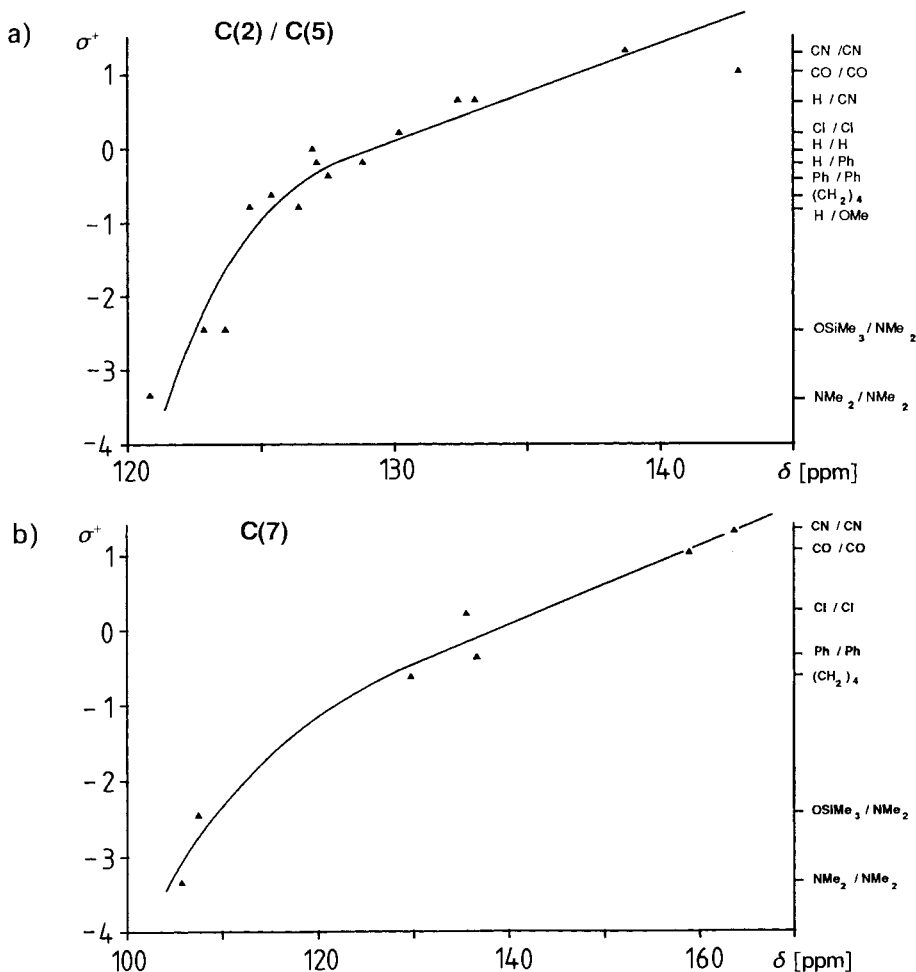 a)
C(2) / C(5)
σ⁺
1
0
−1
−2
−3
−4
120
130
140
δ [ppm]
CN / CN
CO / CO
H / CN
Cl / Cl
H / H
H / Ph
Ph / Ph
(CH₂)₄
H / OMe
OSiMe₃ / NMe₂
NMe₂ / NMe₂
b)
C(7)
σ⁺
1
0
−1
−2
−3
−4
100
120
140
160
δ [ppm]
CN / CN
CO / CO
Cl / Cl
Ph / Ph
(CH₂)₄
OSiMe₃ / NMe₂
NMe₂ / NMe₂